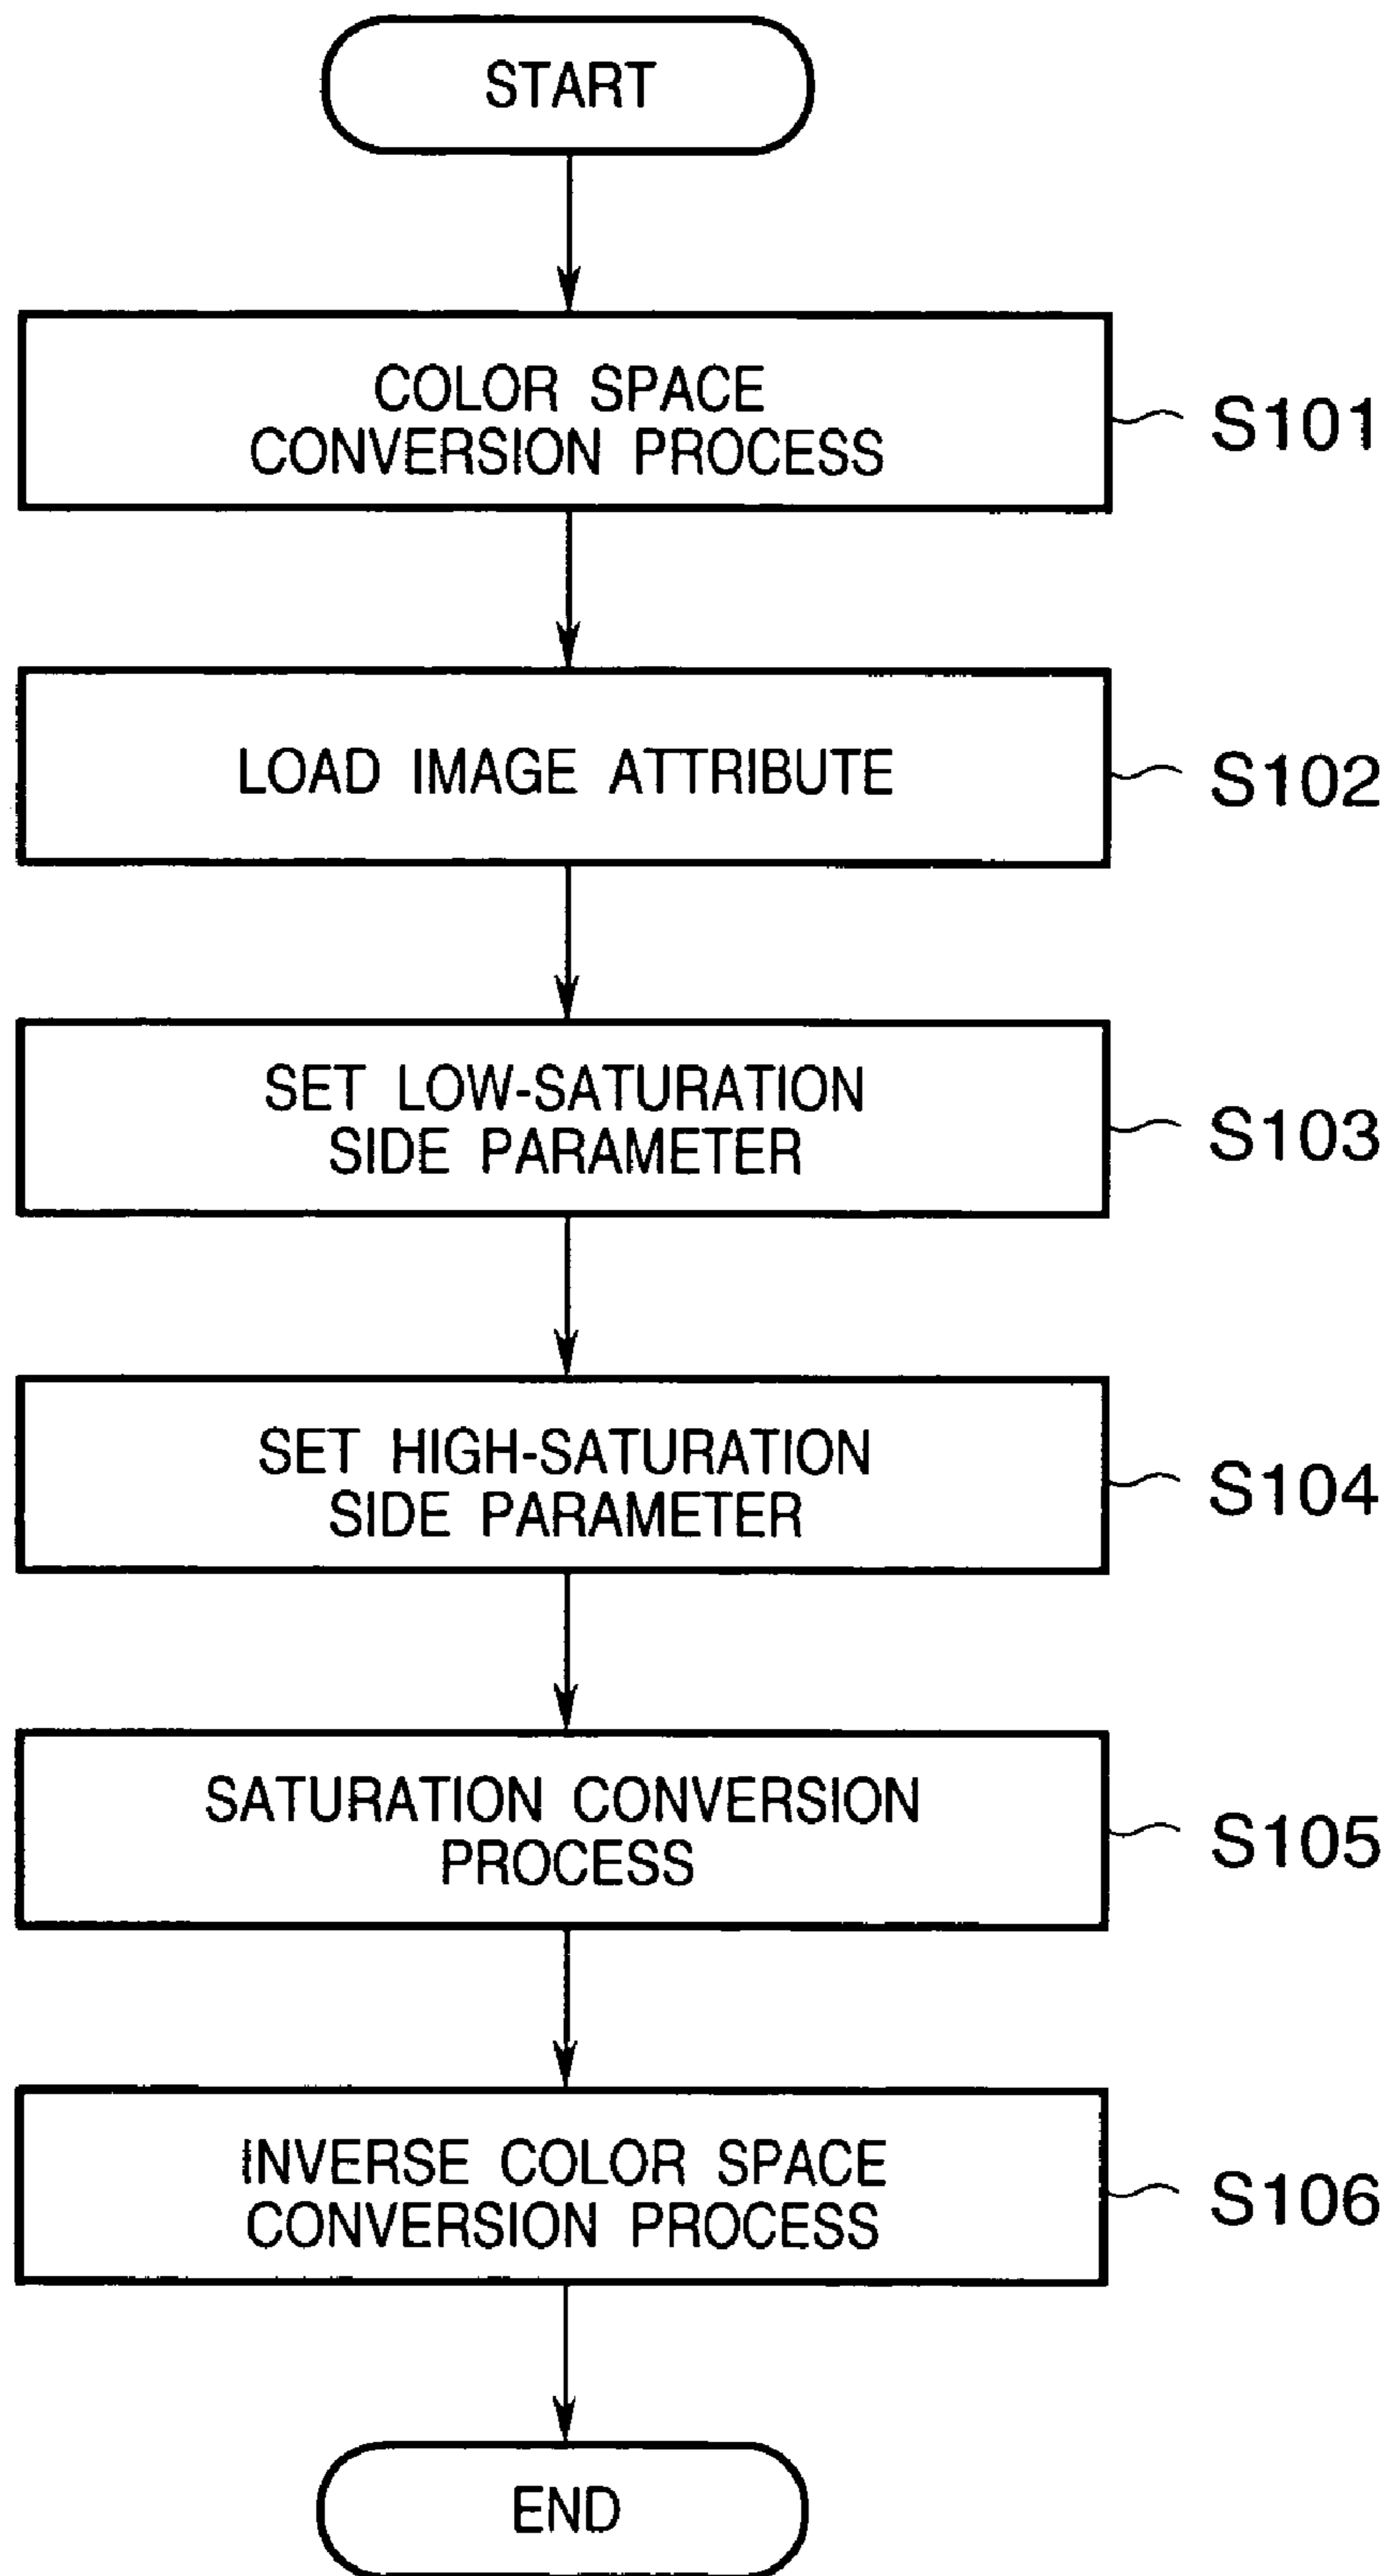 START
COLOR SPACE
CONVERSION PROCESS
S101
LOAD IMAGE ATTRIBUTE
S102
SET LOW-SATURATION
SIDE PARAMETER
S103
SET HIGH-SATURATION
SIDE PARAMETER
S104
SATURATION CONVERSION
PROCESS
S105
INVERSE COLOR SPACE
CONVERSION PROCESS
S106
END